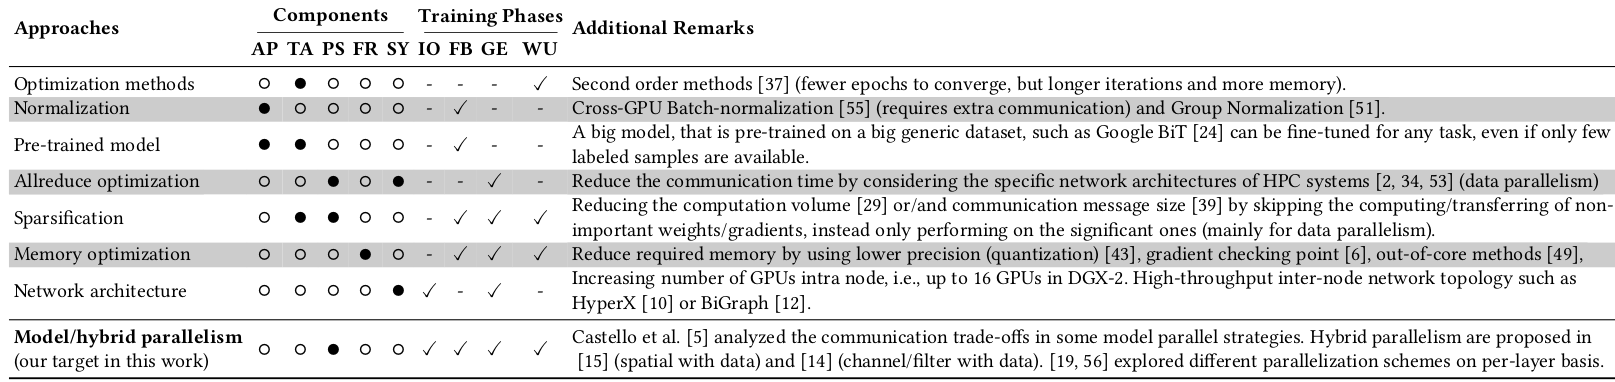 Approaches Components Training Phases Additional Remarks
AP TA PS FR SY IO FB GE WU
Optimization methods ○ ● ○ ○ ○ - - - ✓ Second order methods [37] (fewer epochs to converge, but longer iterations and more memory).
Normalization ● ○ ○ ○ ○ - ✓ - - Cross-GPU Batch-normalization [55] (requires extra communication) and Group Normalization [51].
Pre-trained model ● ● ○ ○ ○ - ✓ - - A big model, that is pre-trained on a big generic dataset, such as Google BiT [24] can be fine-tuned for any task, even if only few
labeled samples are available.
Allreduce optimization ○ ○ ● ○ ● - - ✓ - Reduce the communication time by considering the specific network architectures of HPC systems [2, 34, 53] (data parallelism)
Sparsification ○ ● ● ○ ○ - ✓ ✓ ✓ Reducing the computation volume [29] or/and communication message size [39] by skipping the computing/transferring of non-
important weights/gradients, instead only performing on the significant ones (mainly for data parallelism).
Memory optimization ○ ○ ○ ● ○ - ✓ ✓ ✓ Reduce required memory by using lower precision (quantization) [43], gradient checking point [6], out-of-core methods [49],
Network architecture ○ ○ ○ ○ ● ✓ - ✓ - Increasing number of GPUs intra node, i.e., up to 16 GPUs in DGX-2. High-throughput inter-node network topology such as
HyperX [10] or BiGraph [12].
Model/hybrid parallelism ○ ○ ● ○ ○ ✓ ✓ ✓ ✓ Castello et al. [5] analyzed the communication trade-offs in some model parallel strategies. Hybrid parallelism are proposed in
(our target in this work) [15] (spatial with data) and [14] (channel/filter with data). [19, 56] explored different parallelization schemes on per-layer basis.